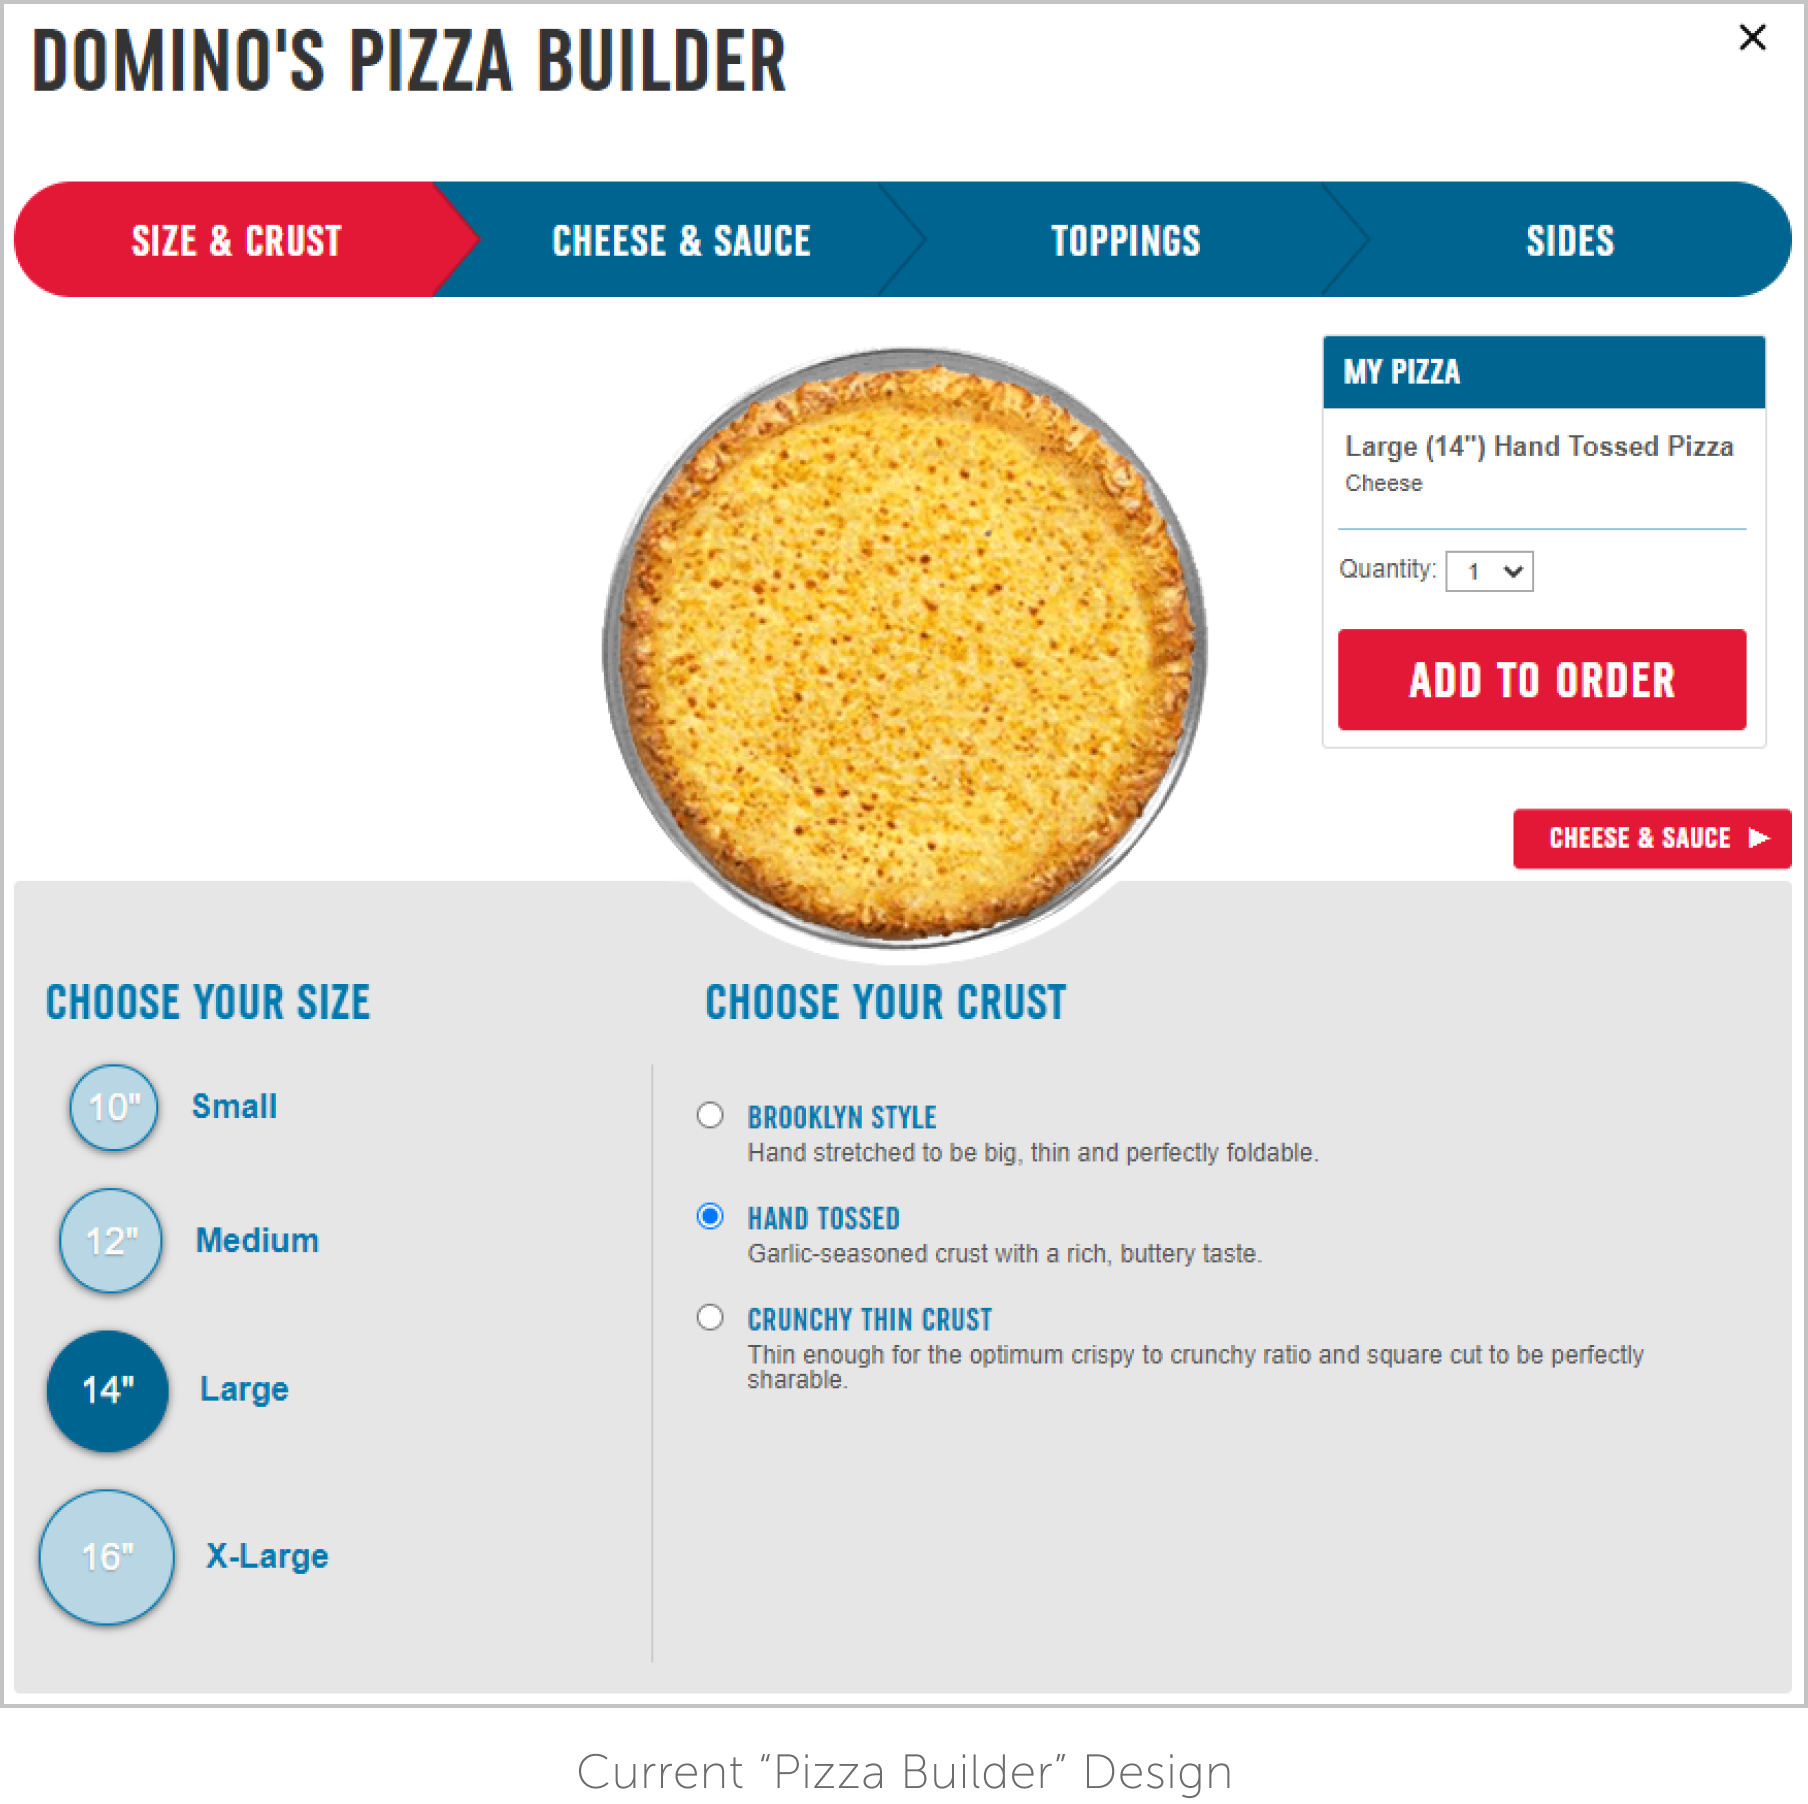 DOMINO'S PIZZA BUILDER
SIZE & CRUST
CHEESE & SAUCE
TOPPINGS
SIDES
MY PIZZA
Large (14") Hand Tossed Pizza
Cheese
Quantity: 1
ADD TO ORDER
CHEESE & SAUCE
CHOOSE YOUR SIZE
10" Small
12" Medium
14" Large
16" X-Large
CHOOSE YOUR CRUST
BROOKLYN STYLE
Hand stretched to be big, thin and perfectly foldable.
HAND TOSSED
Garlic-seasoned crust with a rich, buttery taste.
CRUNCHY THIN CRUST
Thin enough for the optimum crispy to crunchy ratio and square cut to be perfectly
sharable.
Current “Pizza Builder” Design